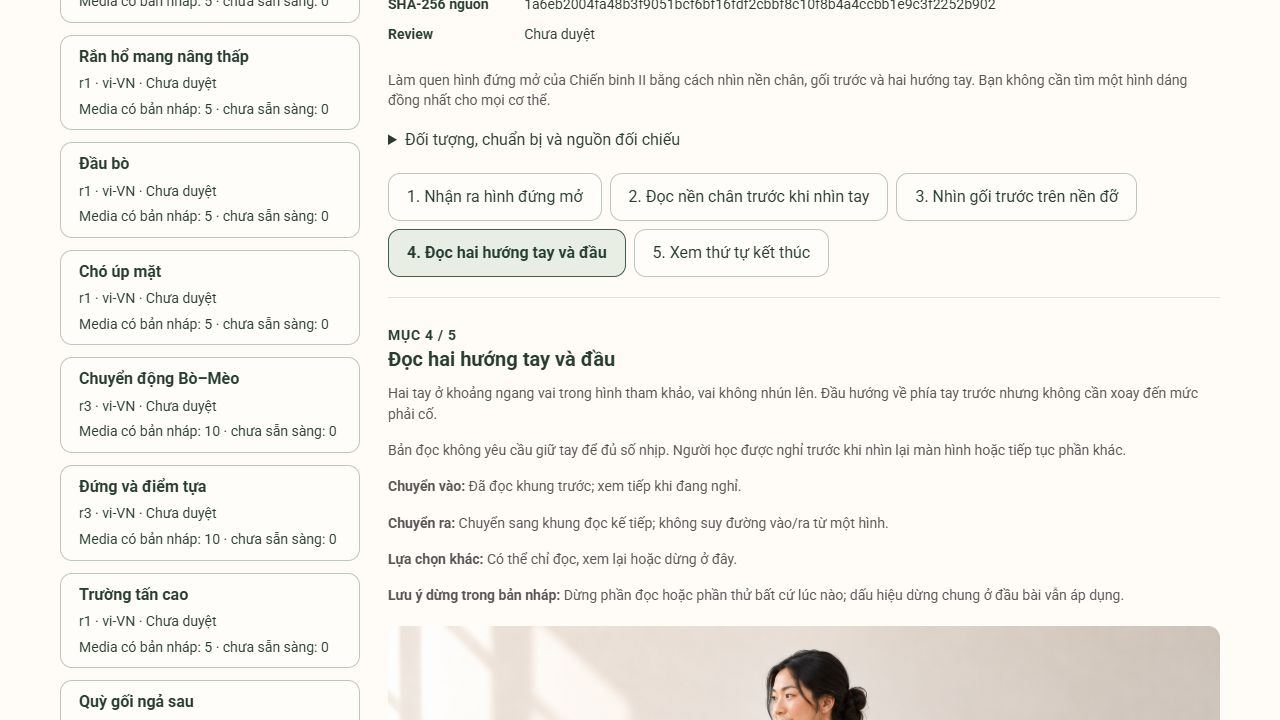 Media có bản nháp: 5 · chưa sẵn sàng: 0
Rắn hổ mang nâng thấp
r1 · vi-VN · Chưa duyệt
Media có bản nháp: 5 · chưa sẵn sàng: 0
Đầu bò
r1 · vi-VN · Chưa duyệt
Media có bản nháp: 5 · chưa sẵn sàng: 0
Chó úp mặt
r1 · vi-VN · Chưa duyệt
Media có bản nháp: 5 · chưa sẵn sàng: 0
Chuyển động Bò–Mèo
r3 · vi-VN · Chưa duyệt
Media có bản nháp: 10 · chưa sẵn sàng: 0
Đứng và điểm tựa
r3 · vi-VN · Chưa duyệt
Media có bản nháp: 10 · chưa sẵn sàng: 0
Trường tấn cao
r1 · vi-VN · Chưa duyệt
Media có bản nháp: 5 · chưa sẵn sàng: 0
Quỳ gối ngả sau
SHA-256 nguồn 1a6eb2004fa48b3f9051bcf6bf16fdf2cbbf8c10f8b4a4ccbb1e9c3f2252b902
Review Chưa duyệt
Làm quen hình đứng mở của Chiến binh II bằng cách nhìn nền chân, gối trước và hai hướng tay. Bạn không cần tìm một hình dáng
đồng nhất cho mọi cơ thể.
Đối tượng, chuẩn bị và nguồn đối chiếu
1. Nhận ra hình đứng mở 2. Đọc nền chân trước khi nhìn tay 3. Nhìn gối trước trên nền đỡ
4. Đọc hai hướng tay và đầu 5. Xem thứ tự kết thúc
MỤC 4 / 5
Đọc hai hướng tay và đầu
Hai tay ở khoảng ngang vai trong hình tham khảo, vai không nhún lên. Đầu hướng về phía tay trước nhưng không cần xoay đến mức
phải cố.
Bản đọc không yêu cầu giữ tay để đủ số nhịp. Người học được nghỉ trước khi nhìn lại màn hình hoặc tiếp tục phần khác.
Chuyển vào: Đã đọc khung trước; xem tiếp khi đang nghỉ.
Chuyển ra: Chuyển sang khung đọc kế tiếp; không suy đường vào/ra từ một hình.
Lựa chọn khác: Có thể chỉ đọc, xem lại hoặc dừng ở đây.
Lưu ý dừng trong bản nháp: Dừng phần đọc hoặc phần thử bất cứ lúc nào; dấu hiệu dừng chung ở đầu bài vẫn áp dụng.